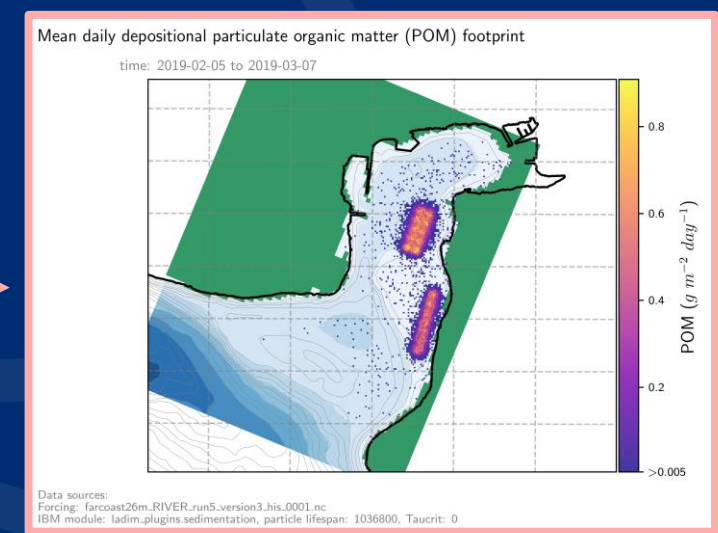 Mean daily depositional particulate organic matter (POM) footprint
time: 2019-02-05 to 2019-03-07
0.8
0.6
0.4
0.2
>0.005
POM (g m⁻² day⁻¹)
Data sources:
Forcing: farcoast26m_RIVER_run5_version3_his_0001.nc
IBM module: ladim_plugins.sedimentation, particle lifespan: 1036800, Taucrit: 0